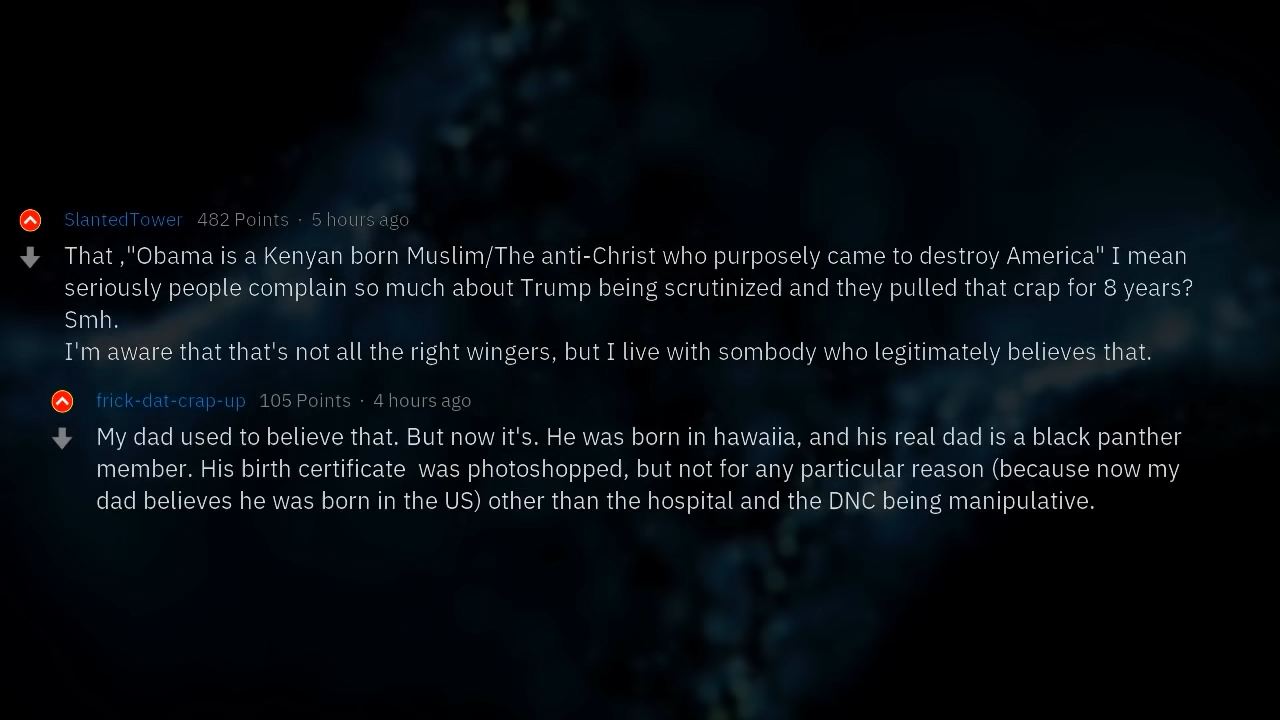 SlantedTower 482 Points · 5 hours ago
That ,"Obama is a Kenyan born Muslim/The anti-Christ who purposely came to destroy America" I mean
seriously people complain so much about Trump being scrutinized and they pulled that crap for 8 years?
Smh.
I'm aware that that's not all the right wingers, but I live with sombody who legitimately believes that.
frick-dat-crap-up 105 Points · 4 hours ago
My dad used to believe that. But now it's. He was born in hawaiia, and his real dad is a black panther
member. His birth certificate  was photoshopped, but not for any particular reason (because now my
dad believes he was born in the US) other than the hospital and the DNC being manipulative.